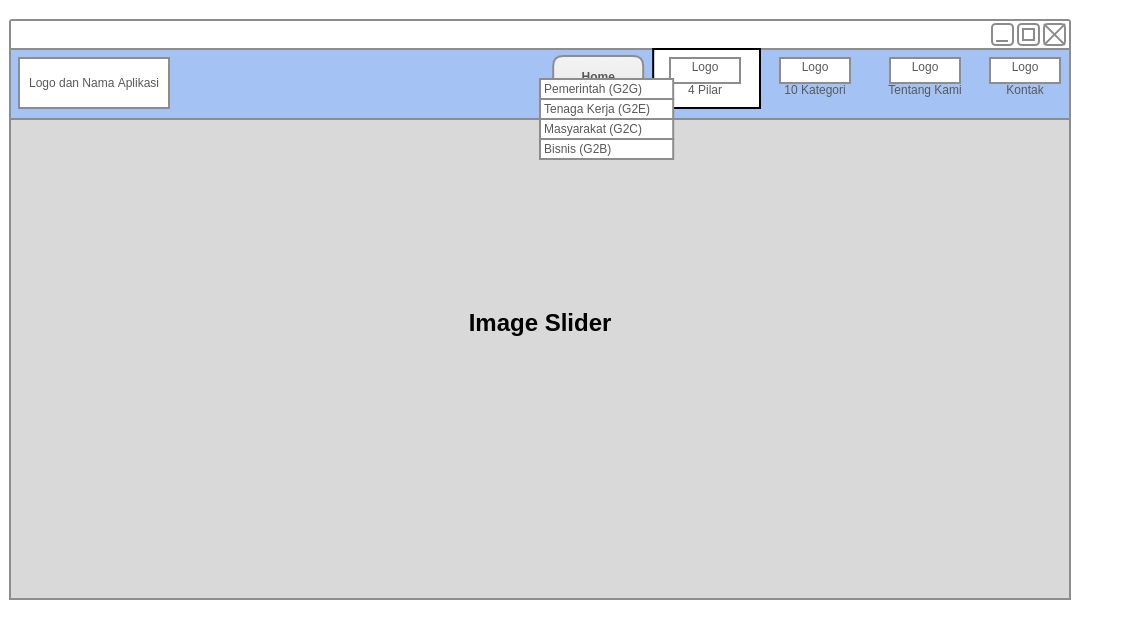 Logo dan Nama Aplikasi
Home
Logo
4 Pilar
Logo
10 Kategori
Logo
Tentang Kami
Logo
Kontak
Pemerintah (G2G)
Tenaga Kerja (G2E)
Masyarakat (G2C)
Bisnis (G2B)
Image Slider